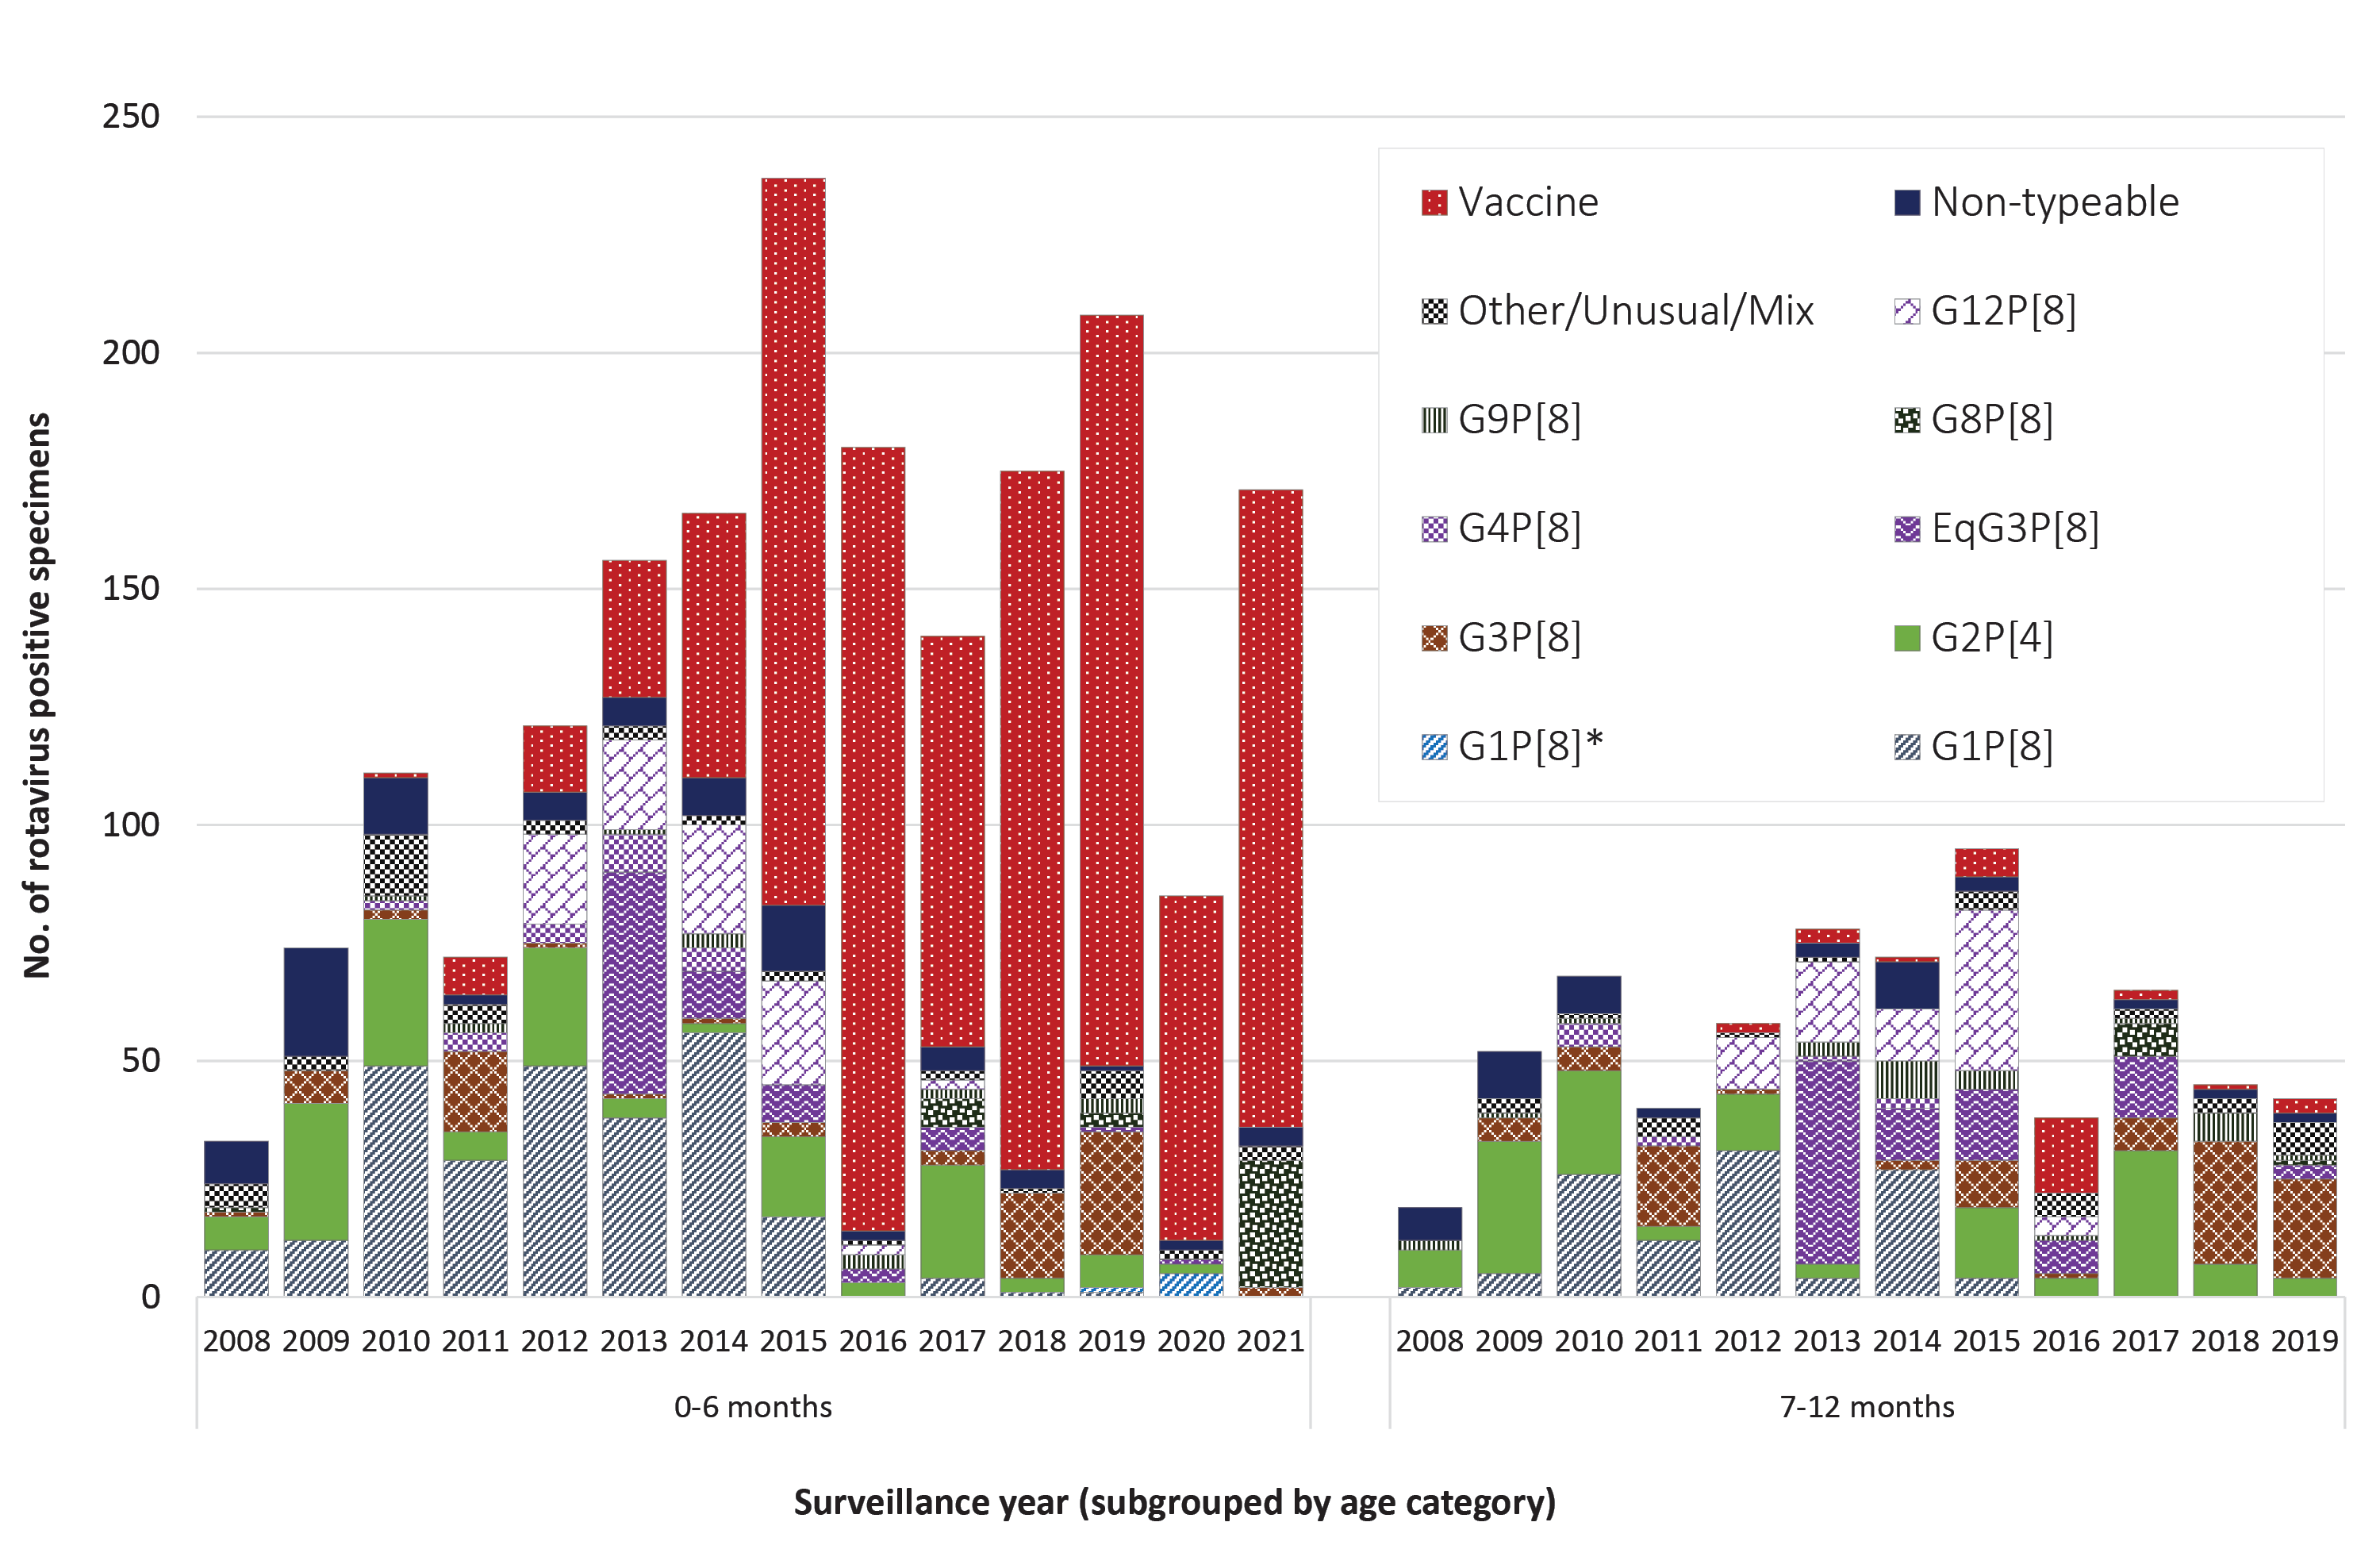 250
200
150
100
50
0
No. of rotavirus positive specimens
Vaccine
Non-typeable
Other/Unusual/Mix
G12P[8]
G9P[8]
G8P[8]
G4P[8]
EqG3P[8]
G3P[8]
G2P[4]
G1P[8]*
G1P[8]
2008 2009 2010 2011 2012 2013 2014 2015 2016 2017 2018 2019 2020 2021
2008 2009 2010 2011 2012 2013 2014 2015 2016 2017 2018 2019
0-6 months
7-12 months
Surveillance year (subgrouped by age category)